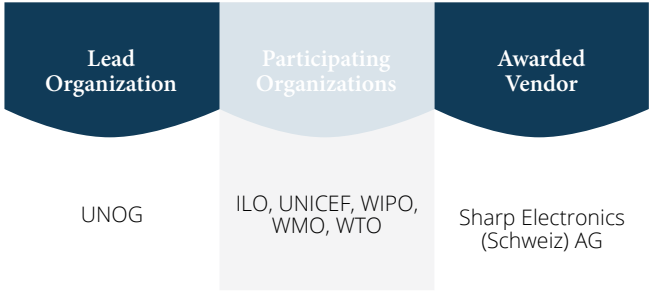 Lead
Organization
Participating
Organizations
Awarded
Vendor
UNOG
ILO, UNICEF, WIPO,
WMO, WTO
Sharp Electronics
(Schweiz) AG